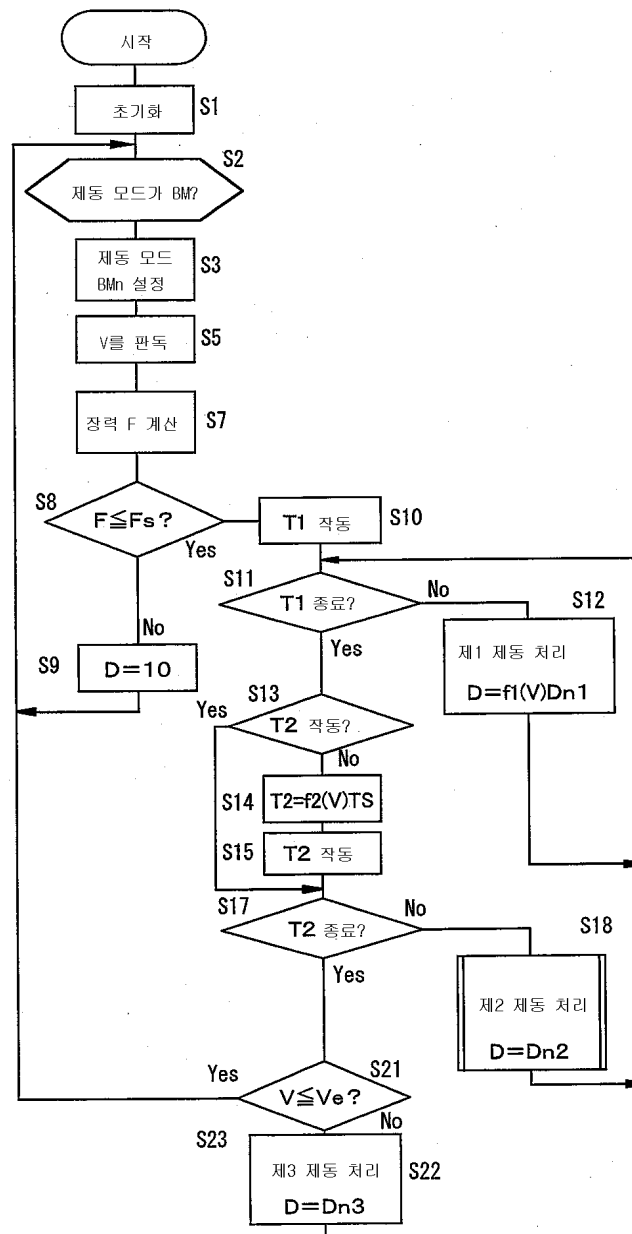 시작
초기화
S1
S2
제동 모드가 BM?
제동 모드
BMn 설정
S3
V를 판독
S5
장력 F 계산
S7
S8
F≦Fs?
Yes
No
T1 작동
S10
S9
D=10
S11
T1 종료?
No
Yes
S12
제1 제동 처리
D=f1(V)Dn1
S13
Yes
T2 작동?
No
S14
T2=f2(V)TS
S15
T2 작동
S17
T2 종료?
No
Yes
S18
제2 제동 처리
D=Dn2
S21
Yes
V≦Ve?
No
S23
제3 제동 처리
D=Dn3
S22